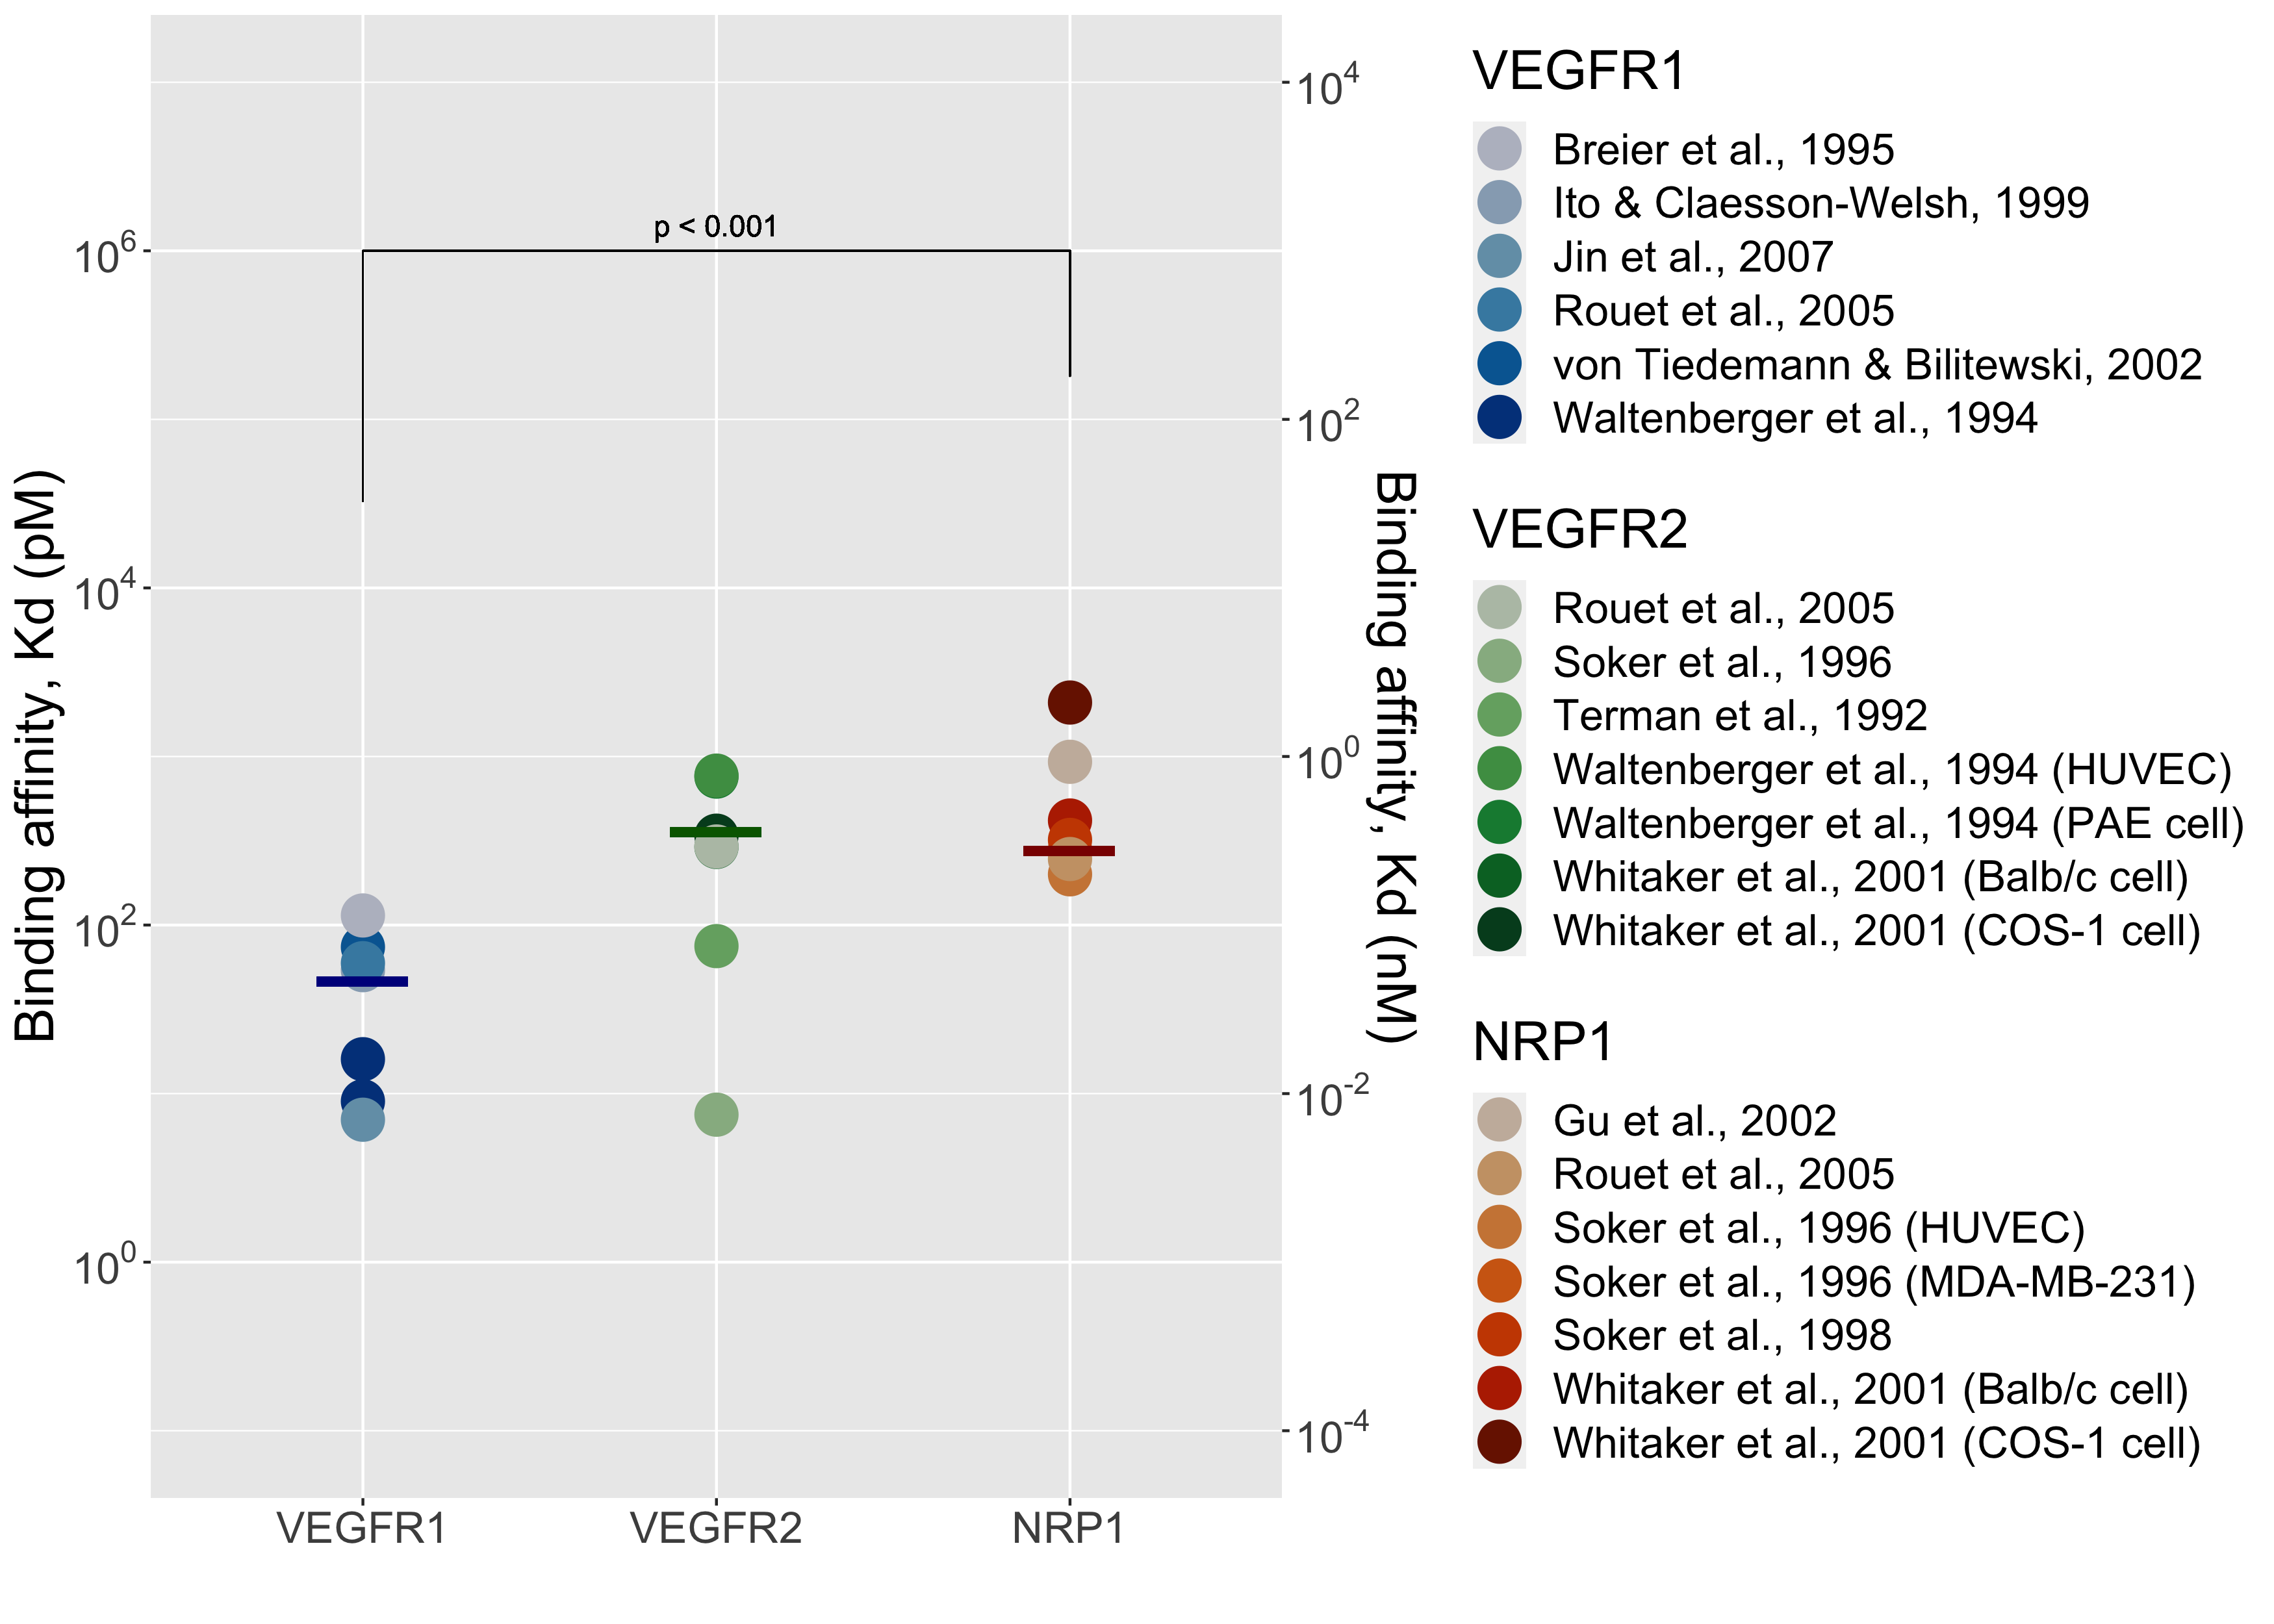 p < 0.001
10^6
10^4
10^2
10^0
Binding affinity, Kd (pM)
10^4
10^2
10^0
10^-2
10^-4
Binding affinity, Kd (nM)
VEGFR1
VEGFR2
NRP1
VEGFR1
Breier et al., 1995
Ito & Claesson-Welsh, 1999
Jin et al., 2007
Rouet et al., 2005
von Tiedemann & Bilitewski, 2002
Waltenberger et al., 1994
VEGFR2
Rouet et al., 2005
Soker et al., 1996
Terman et al., 1992
Waltenberger et al., 1994 (HUVEC)
Waltenberger et al., 1994 (PAE cell)
Whitaker et al., 2001 (Balb/c cell)
Whitaker et al., 2001 (COS-1 cell)
NRP1
Gu et al., 2002
Rouet et al., 2005
Soker et al., 1996 (HUVEC)
Soker et al., 1996 (MDA-MB-231)
Soker et al., 1998
Whitaker et al., 2001 (Balb/c cell)
Whitaker et al., 2001 (COS-1 cell)